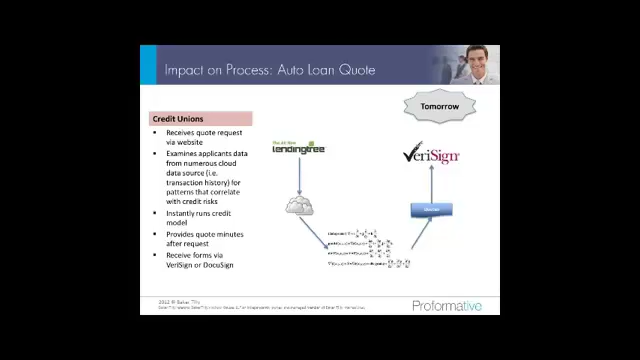 Impact on Process: Auto Loan Quote
Tomorrow
Credit Unions
Receives quote request
via website
Examines applicants data
from numerous cloud
data source (i.e.
transaction history) for
patterns that correlate
with credit risks
Instantly runs credit
model
Provides quote minutes
after request
Receive forms via
VeriSign or DocuSign
lendingtree
VeriSign
2012 © Baker Tilly
Proformative